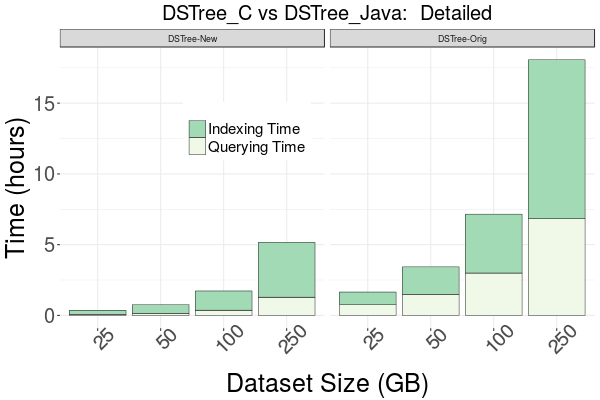 DSTree_C vs DSTree_Java: Detailed
DSTree-New
DSTree-Orig
Time (hours)
15
10
5
0
Indexing Time
Querying Time
25
50
100
250
25
50
100
250
Dataset Size (GB)